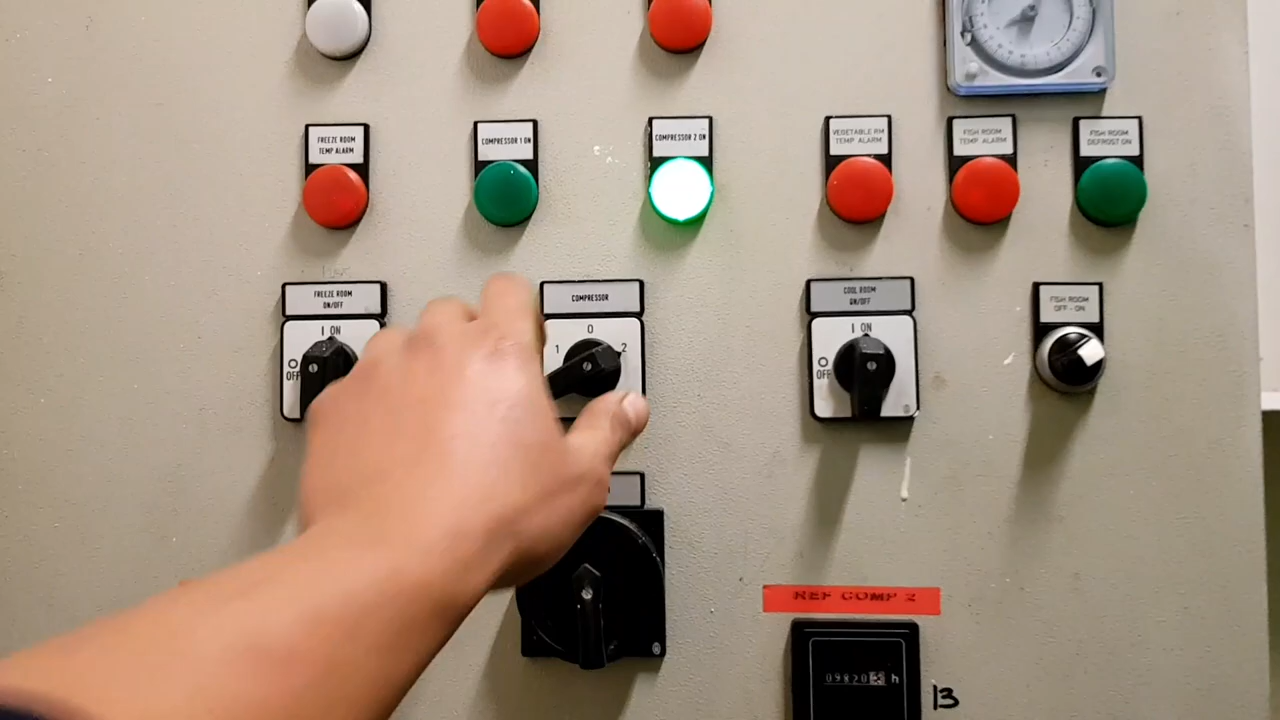 FREEZE ROOM
TEMP ALARM
COMPRESSOR 1 ON
COMPRESSOR 2 ON
VEGETABLE RM
TEMP ALARM
FISH ROOM
TEMP ALARM
FISH ROOM
DEFROST ON
FREEZE ROOM
ON/OFF
I ON
O
OFF
COMPRESSOR
0
1
2
COOL ROOM
ON/OFF
I ON
O
OFF
FISH ROOM
OFF - ON
REF COMP 2
09820
h
13